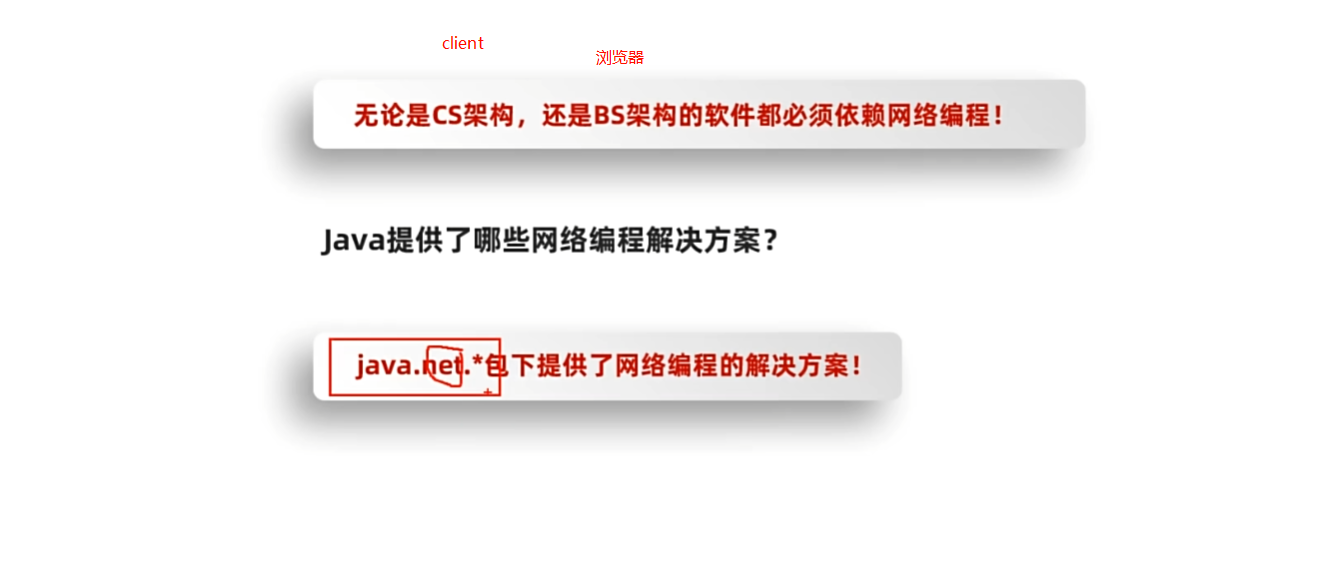 client
浏览器
无论是CS架构，还是BS架构的软件都必须依赖网络编程！
Java提供了哪些网络编程解决方案？
java.net.*包下提供了网络编程的解决方案！